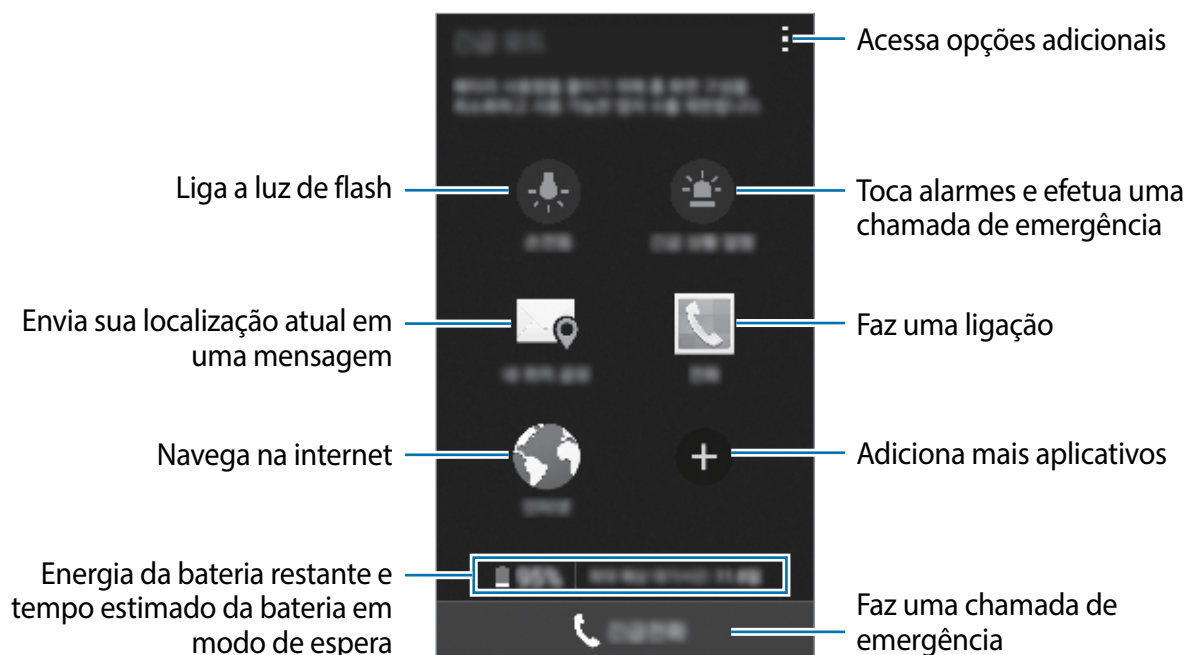 Acessa opções adicionais
Liga a luz de flash
Toca alarmes e efetua uma
chamada de emergência
Envia sua localização atual em
uma mensagem
Faz uma ligação
Navega na internet
Adiciona mais aplicativos
Energia da bateria restante e
tempo estimado da bateria em
modo de espera
95%
Faz uma chamada de
emergência